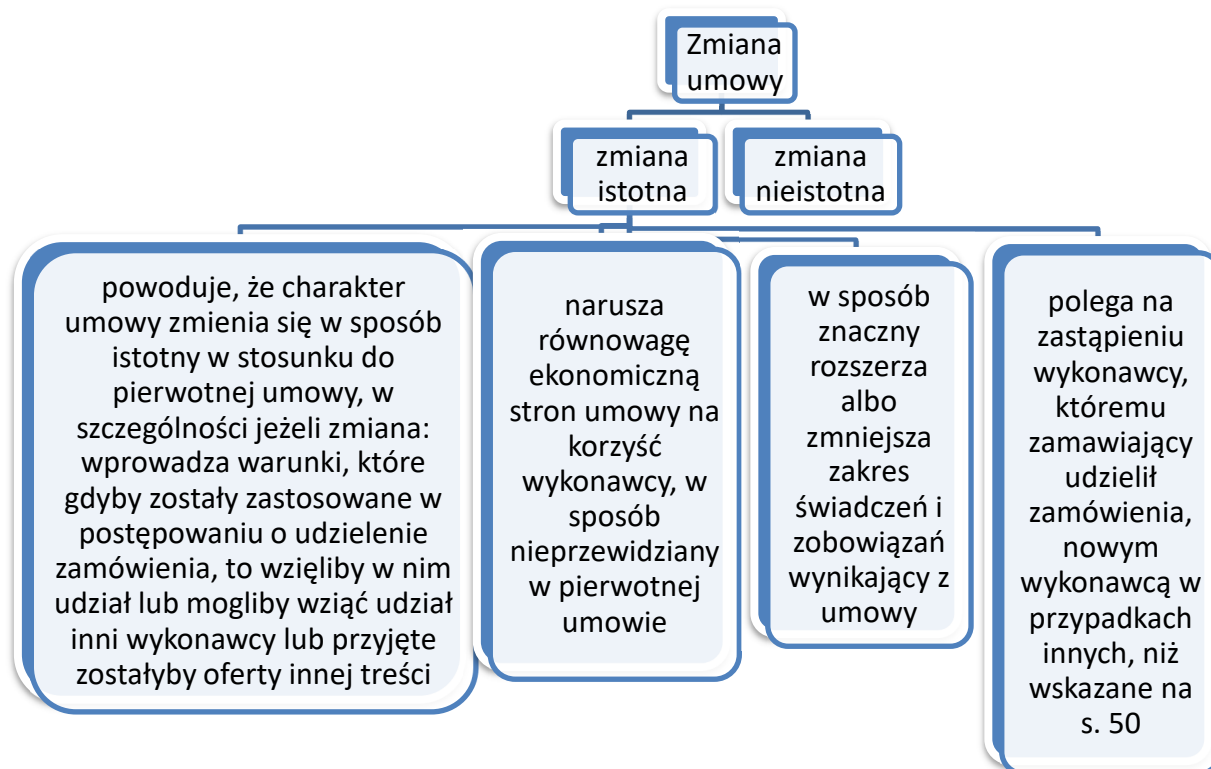 Zmiana
umowy
zmiana
istotna
zmiana
nieistotna
powoduje, że charakter
umowy zmienia się w sposób
istotny w stosunku do
pierwotnej umowy, w
szczególności jeżeli zmiana:
wprowadza warunki, które
gdyby zostały zastosowane w
postępowaniu o udzielenie
zamówienia, to wzięliby w nim
udział lub mogliby wziąć udział
inni wykonawcy lub przyjęte
zostałyby oferty innej treści
narusza
równowagę
ekonomiczną
stron umowy na
korzyść
wykonawcy, w
sposób
nieprzewidziany
w pierwotnej
umowie
w sposób
znaczny
rozszerza
albo
zmniejsza
zakres
świadczeń i
zobowiązań
wynikający z
umowy
polega na
zastąpieniu
wykonawcy,
któremu
zamawiający
udzielił
zamówienia,
nowym
wykonawcą w
przypadkach
innych, niż
wskazane na
s. 50